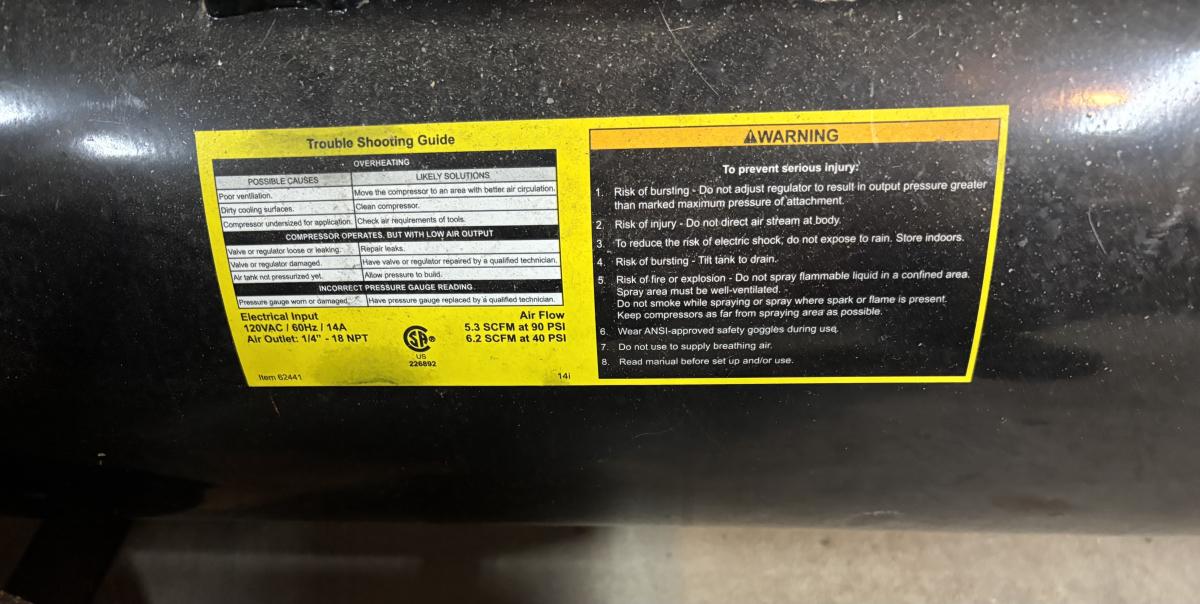 Trouble Shooting Guide
OVERHEATING
POSSIBLE CAUSES LIKELY SOLUTIONS
Poor ventilation. Move the compressor to an area with better air circulation.
Dirty cooling surfaces. Clean compressor.
Compressor undersized for application. Check air requirements of tools.
COMPRESSOR OPERATES, BUT WITH LOW AIR OUTPUT
Valve or regulator loose or leaking. Repair leaks.
Valve or regulator damaged. Have valve or regulator repaired by a qualified technician.
Air tank not pressurized yet. Allow pressure to build.
INCORRECT PRESSURE GAUGE READING
Pressure gauge worn or damaged. Have pressure gauge replaced by a qualified technician.
Electrical Input
120VAC / 60Hz / 14A
Air Outlet: 1/4" - 18 NPT
SA®
US
226892
Air Flow
5.3 SCFM at 90 PSI
6.2 SCFM at 40 PSI
Item 62441
14i
⚠WARNING
To prevent serious injury:
1. Risk of bursting - Do not adjust regulator to result in output pressure greater
than marked maximum pressure of attachment.
2. Risk of injury - Do not direct air stream at body.
3. To reduce the risk of electric shock, do not expose to rain. Store indoors.
4. Risk of bursting - Tilt tank to drain.
5. Risk of fire or explosion - Do not spray flammable liquid in a confined area.
Spray area must be well-ventilated.
Do not smoke while spraying or spray where spark or flame is present.
Keep compressors as far from spraying area as possible.
6. Wear ANSI-approved safety goggles during use.
7. Do not use to supply breathing air.
8. Read manual before set up and/or use.